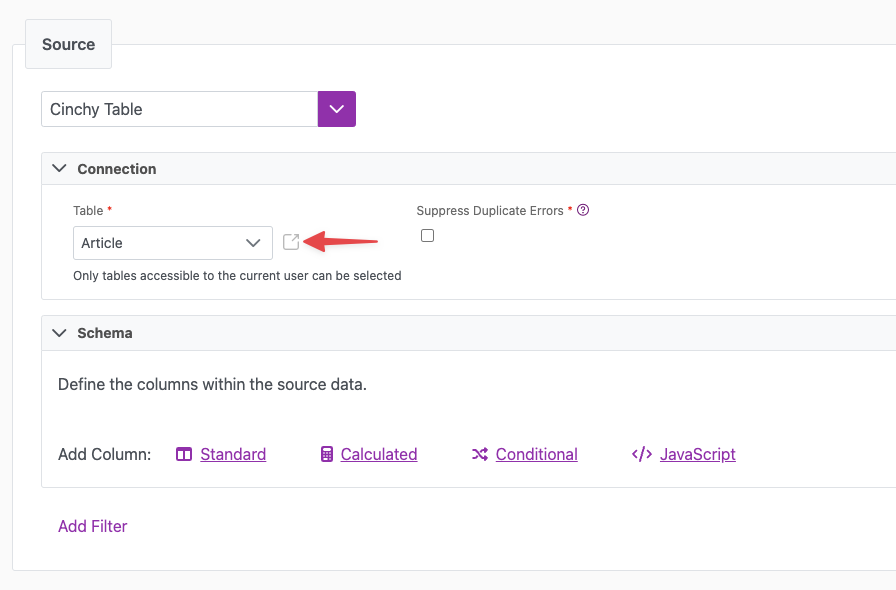 Source
Cinchy Table
Connection
Table *
Suppress Duplicate Errors *
Article
Only tables accessible to the current user can be selected
Schema
Define the columns within the source data.
Add Column: Standard Calculated Conditional JavaScript
Add Filter